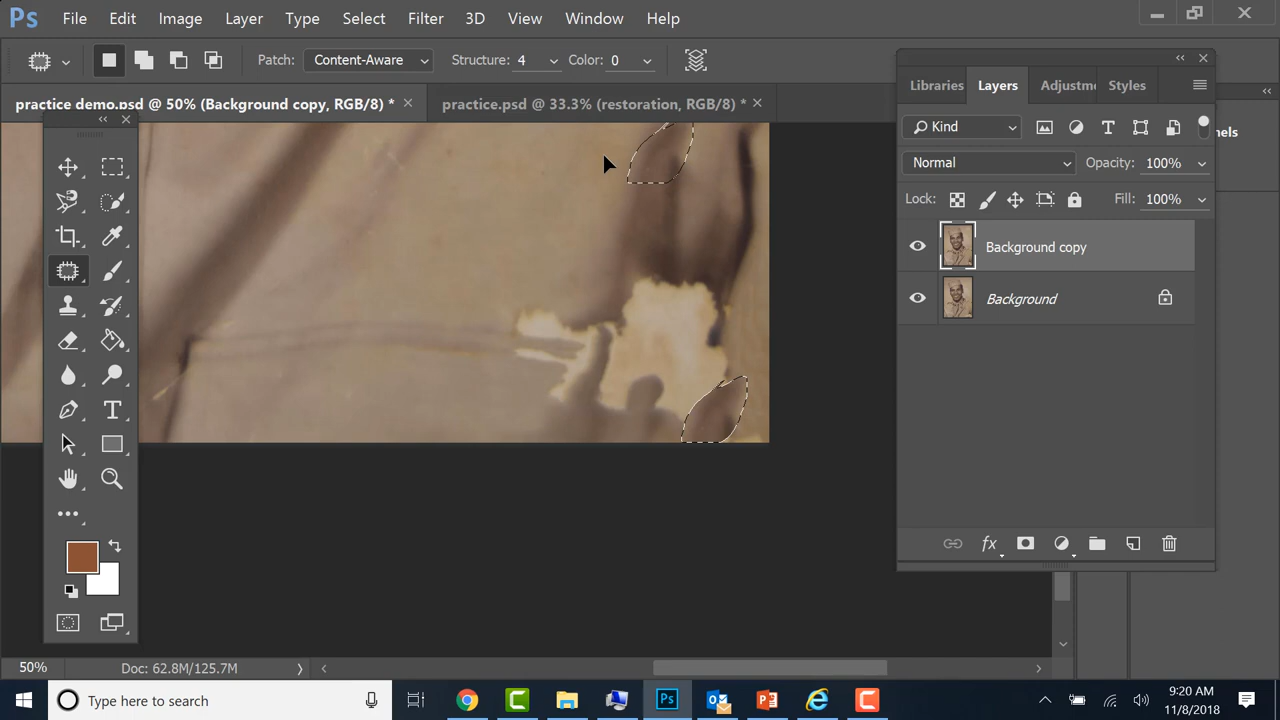 Ps File Edit Image Layer Type Select Filter 3D View Window Help
Patch: Content-Aware Structure: 4 Color: 0
practice demo.psd @ 50% (Background copy, RGB/8) * practice.psd @ 33.3% (restoration, RGB/8) *
Libraries Layers Adjustme Styles
Kind
nels
Normal Opacity: 100%
Lock: Fill: 100%
Background copy
Background
fx
50% Doc: 62.8M/125.7M
Type here to search
Ps
9:20 AM
11/8/2018